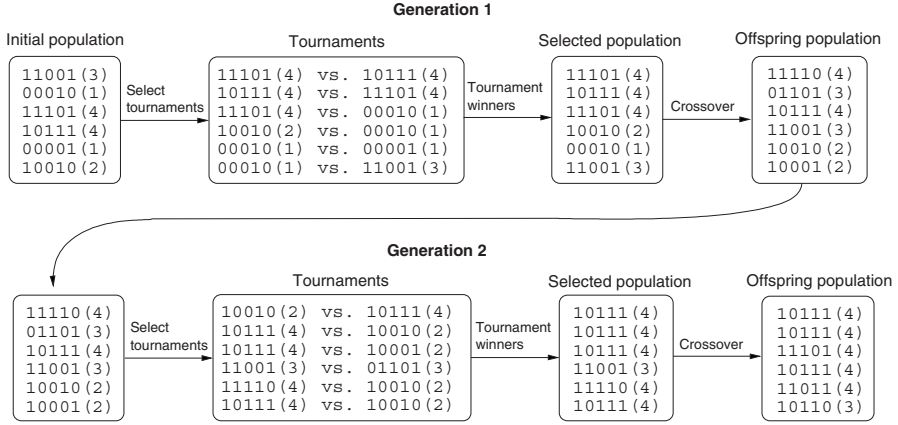 Generation 1
Initial population
Tournaments
Selected population
Offspring population
11001(3)
00010(1)
11101(4)
10111(4)
00001(1)
10010(2)
Select
tournaments
11101(4) vs. 10111(4)
10111(4) vs. 11101(4)
11101(4) vs. 00010(1)
10010(2) vs. 00010(1)
00010(1) vs. 00001(1)
00010(1) vs. 11001(3)
Tournament
winners
11101(4)
10111(4)
11101(4)
10010(2)
00010(1)
11001(3)
Crossover
11110(4)
01101(3)
10111(4)
11001(3)
10010(2)
10001(2)
Generation 2
Tournaments
Selected population
Offspring population
11110(4)
01101(3)
10111(4)
11001(3)
10010(2)
10001(2)
Select
tournaments
10010(2) vs. 10111(4)
10111(4) vs. 10010(2)
10111(4) vs. 10001(2)
11001(3) vs. 01101(3)
11110(4) vs. 10010(2)
10111(4) vs. 10010(2)
Tournament
winners
10111(4)
10111(4)
10111(4)
11001(3)
11110(4)
10111(4)
Crossover
10111(4)
10111(4)
11101(4)
10111(4)
11011(4)
10110(3)